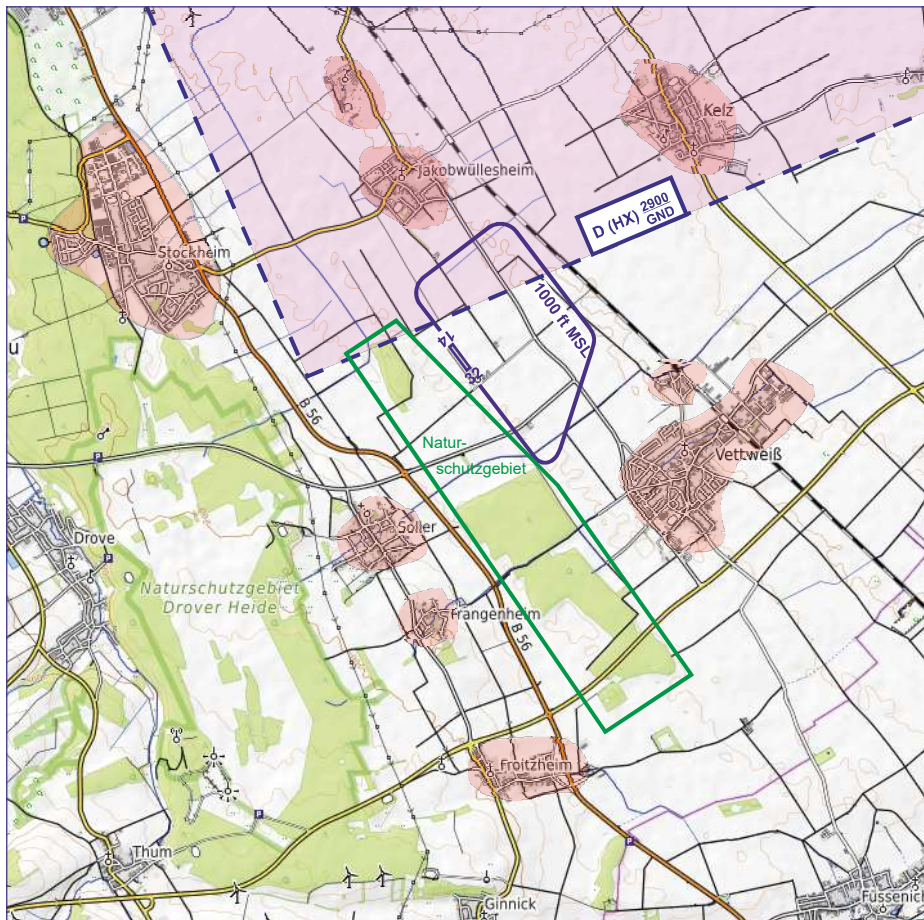 Kelz
Jakobwüllesheim
D (HX) 2900
GND
Stockheim
1000 ft MSL
14
32
u
B 56
Natur-
schutzgebiet
Vettweiß
Soller
Drove
Naturschutzgebiet
Drover Heide
Frangenheim
B 56
Froitzheim
Thum
Ginnick
Füssenich
P
P
P
P
P